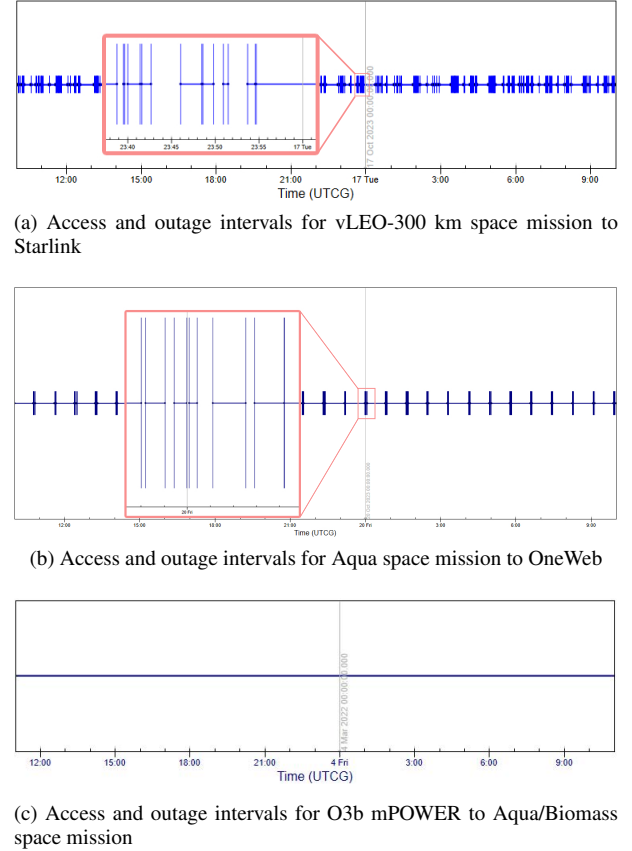 23:40 23:45 23:50 23:55 17 Tue
17 Oct 2023 00:00:00.000
12:00 15:00 18:00 21:00 17 Tue 3:00 6:00 9:00
Time (UTCG)
(a) Access and outage intervals for vLEO-300 km space mission to
Starlink
20 Fri
12:00 15:00 18:00 21:00 20 Fri 3:00 6:00 9:00
Time (UTCG)
(b) Access and outage intervals for Aqua space mission to OneWeb
4 Mar 2022 00:00:00.000
12:00 15:00 18:00 21:00 4 Fri 3:00 6:00 9:00
Time (UTCG)
(c) Access and outage intervals for O3b mPOWER to Aqua/Biomass
space mission